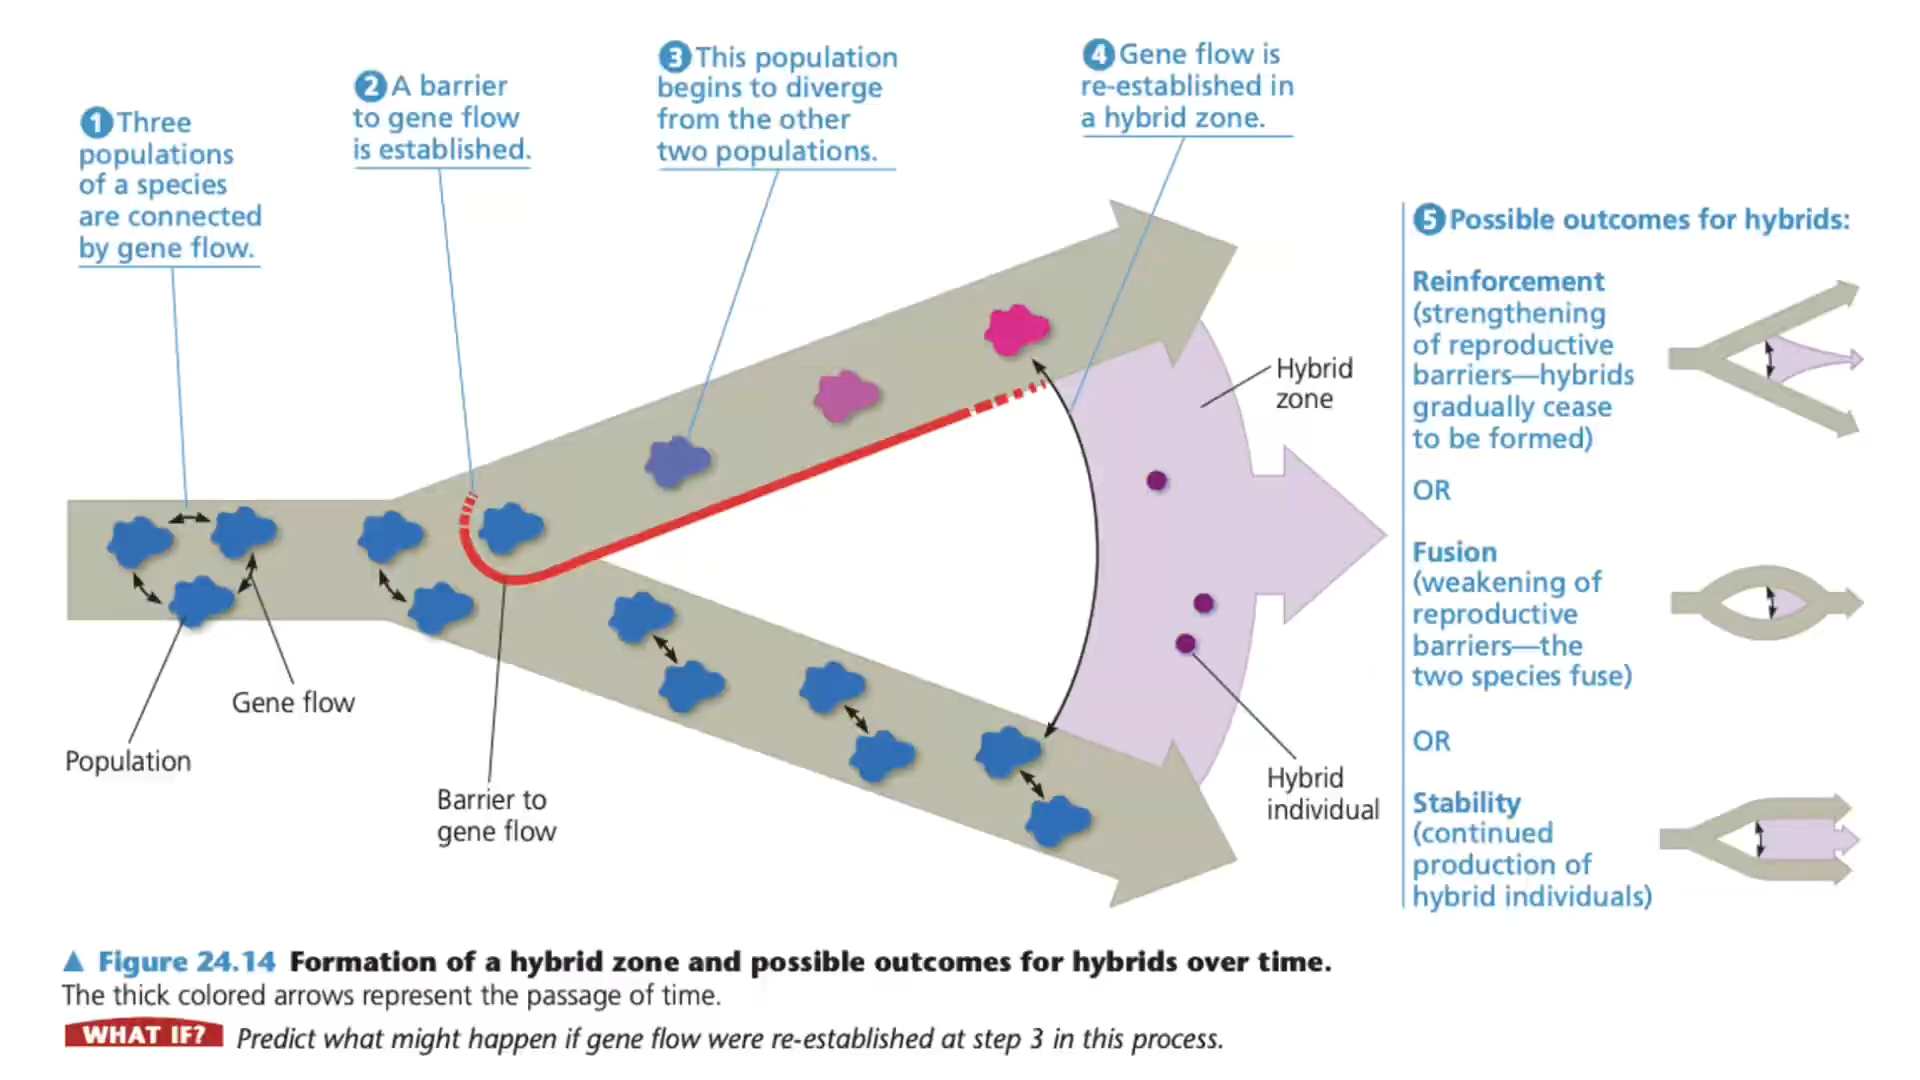 1 Three
populations
of a species
are connected
by gene flow.
2 A barrier
to gene flow
is established.
3 This population
begins to diverge
from the other
two populations.
4 Gene flow is
re-established in
a hybrid zone.
Gene flow
Population
Barrier to
gene flow
Hybrid
zone
Hybrid
individual
5 Possible outcomes for hybrids:
Reinforcement
(strengthening
of reproductive
barriers—hybrids
gradually cease
to be formed)
OR
Fusion
(weakening of
reproductive
barriers—the
two species fuse)
OR
Stability
(continued
production of
hybrid individuals)
▲ Figure 24.14 Formation of a hybrid zone and possible outcomes for hybrids over time.
The thick colored arrows represent the passage of time.
WHAT IF? Predict what might happen if gene flow were re-established at step 3 in this process.